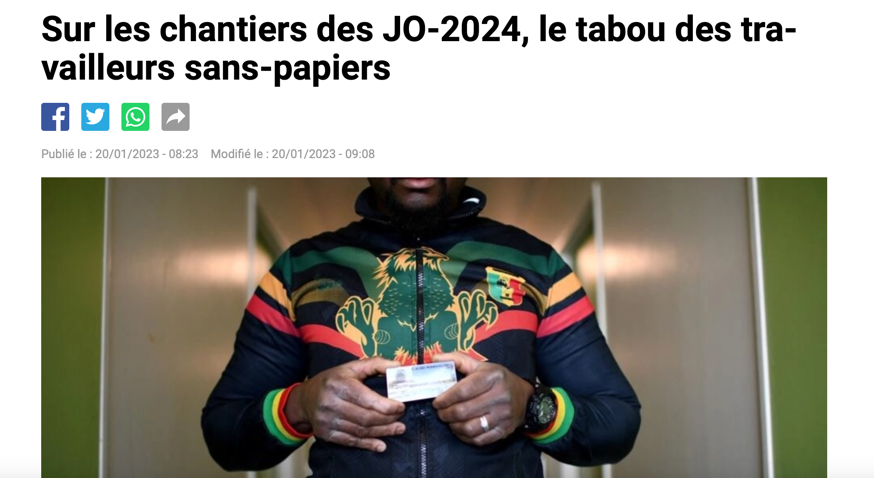 Sur les chantiers des JO-2024, le tabou des tra-
vailleurs sans-papiers
Publié le : 20/01/2023 - 08:23 Modifié le : 20/01/2023 - 09:08